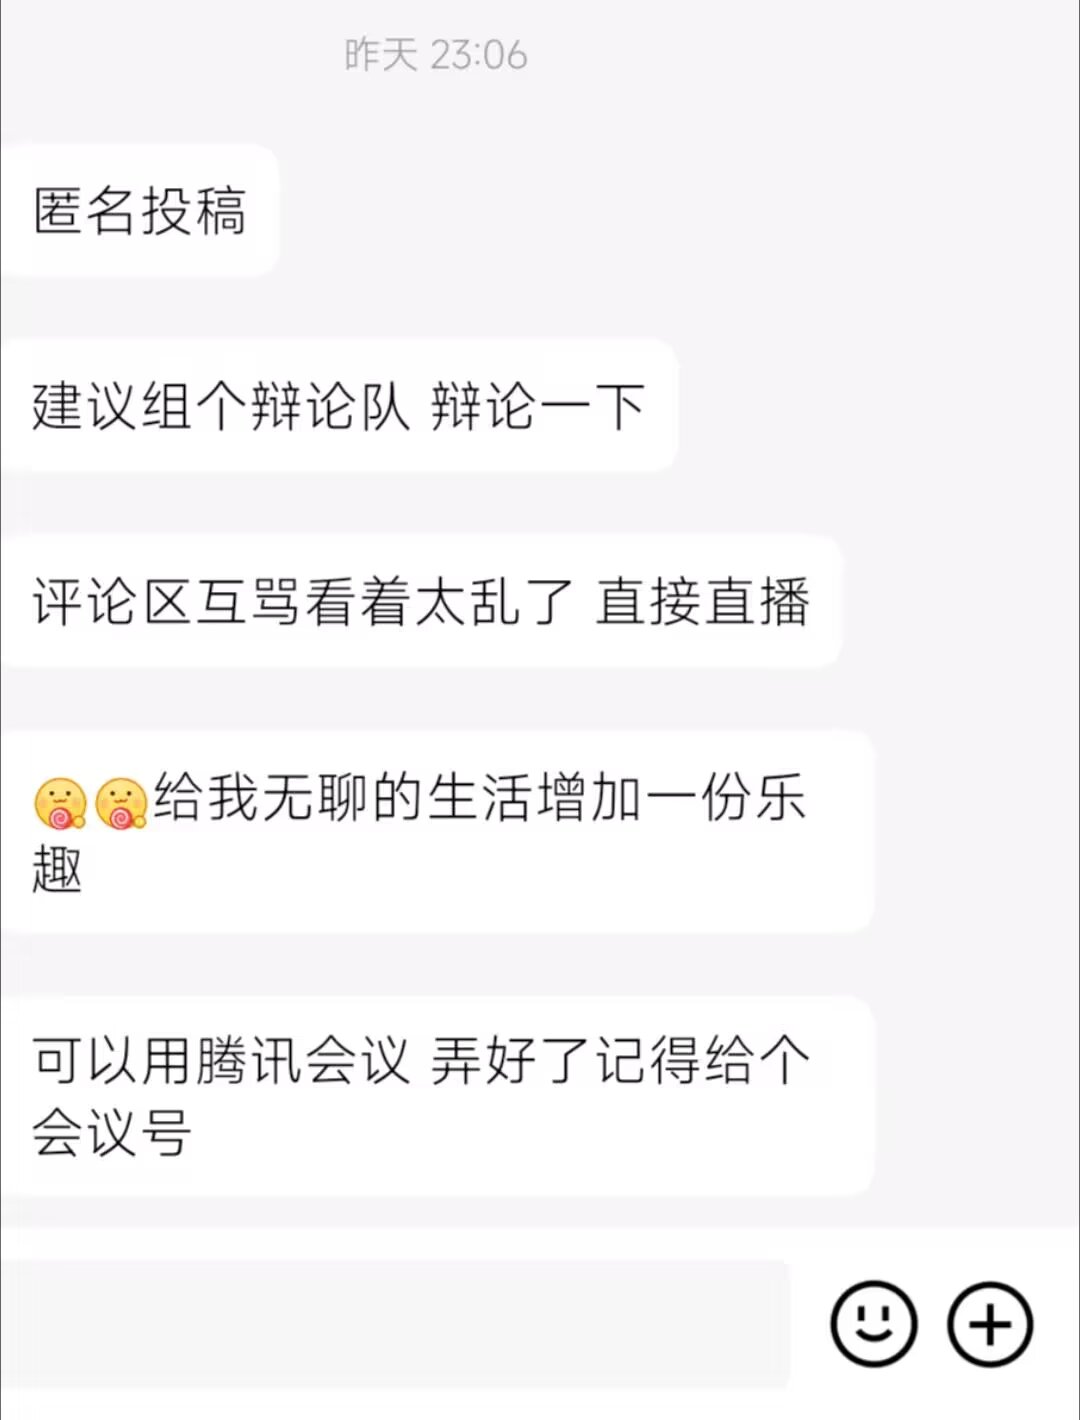 昨天 23:06
匿名投稿
建议组个辩论队 辩论一下
评论区互骂看着太乱了 直接直播
给我无聊的生活增加一份乐
趣
可以用腾讯会议 弄好了记得给个
会议号